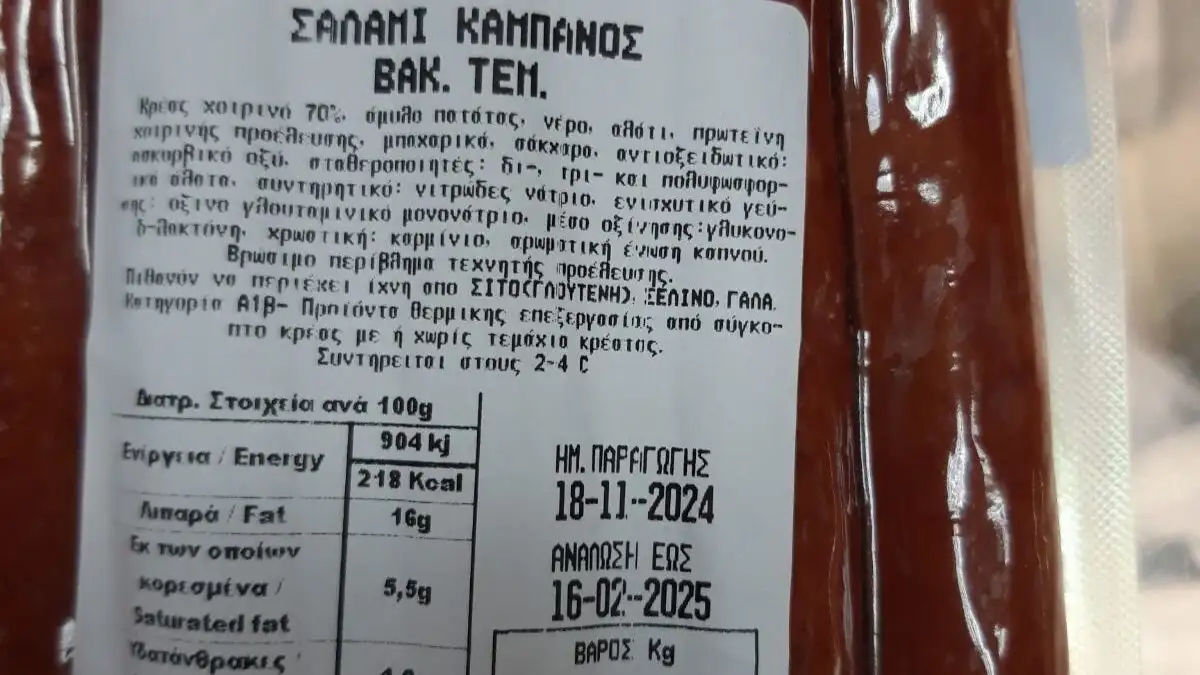 ΣΑΛΑΜΙ ΚΑΜΠΑΝΟΣ
ΒΑΚ. ΤΕΜ.
Κρέας χοιρινό 70%, άμυλο πατάτας, νέρο, αλάτι, πρωτεΐνη
χοιρινής προέλευσης, μπαχαρικά, σάκχαρο, αντιοξειδωτικό:
ασκορβικό οξύ, σταθεροποιητές: δι-, τρι- και πολυφωσφορ-
ικά άλατα, συντηρητικό: νιτρώδες νάτριο, ενισχυτικό γεύ-
σης: όξινο γλουταμινικό μονονάτριο, μέσο οξίνησης:γλυκονο-
δ-λακτόνη, χρωστική: καρμίνιο, αρωματική ένωση καπνού.
Βρώσιμο περίβλημα τεχνητής προέλευσης.
Πιθανόν να περιέχει ίχνη απο ΣΙΤΟ(ΓΛΟΥΤΕΝΗ), ΣΕΛΙΝΟ, ΓΑΛΑ.
Κατηγορία Α1β- Προϊόντα θερμικής επεξεργασίας από σύγκο-
πτο κρέας με ή χωρίς τεμάχια κρέατος.
Συντηρείται στους 2-4 C
Διατρ. Στοιχεία ανά 100g
Ενέργεια / Energy
904 kj
218 Kcal
Λιπαρά / Fat
16g
Εκ των οποίων
κορεσμένα /
Saturated fat
5,5g
Υδατάνθρακες
ΗΜ. ΠΑΡΑΓΩΓΗΣ
18-11-2024
ΑΝΑΛΩΣΗ ΕΩΣ
16-02-2025
ΒΑΡΟΣ Kg